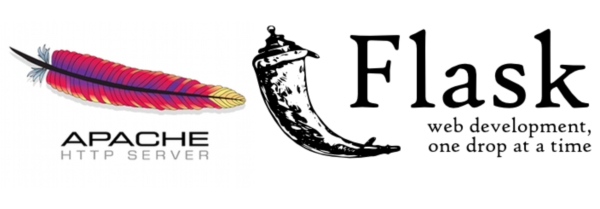 APACHE
HTTP SERVER
Flask
web development,
one drop at a time